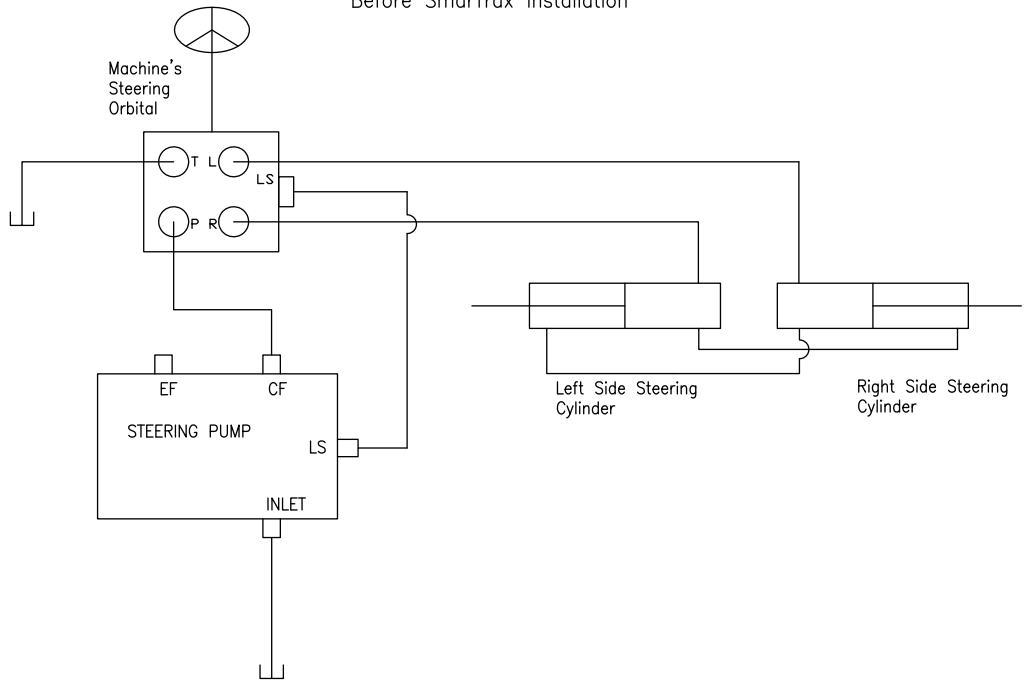 Before SmarTrax Installation
Machine's
Steering
Orbital
T L
LS
P R
EF
CF
STEERING PUMP
LS
INLET
Left Side Steering
Cylinder
Right Side Steering
Cylinder